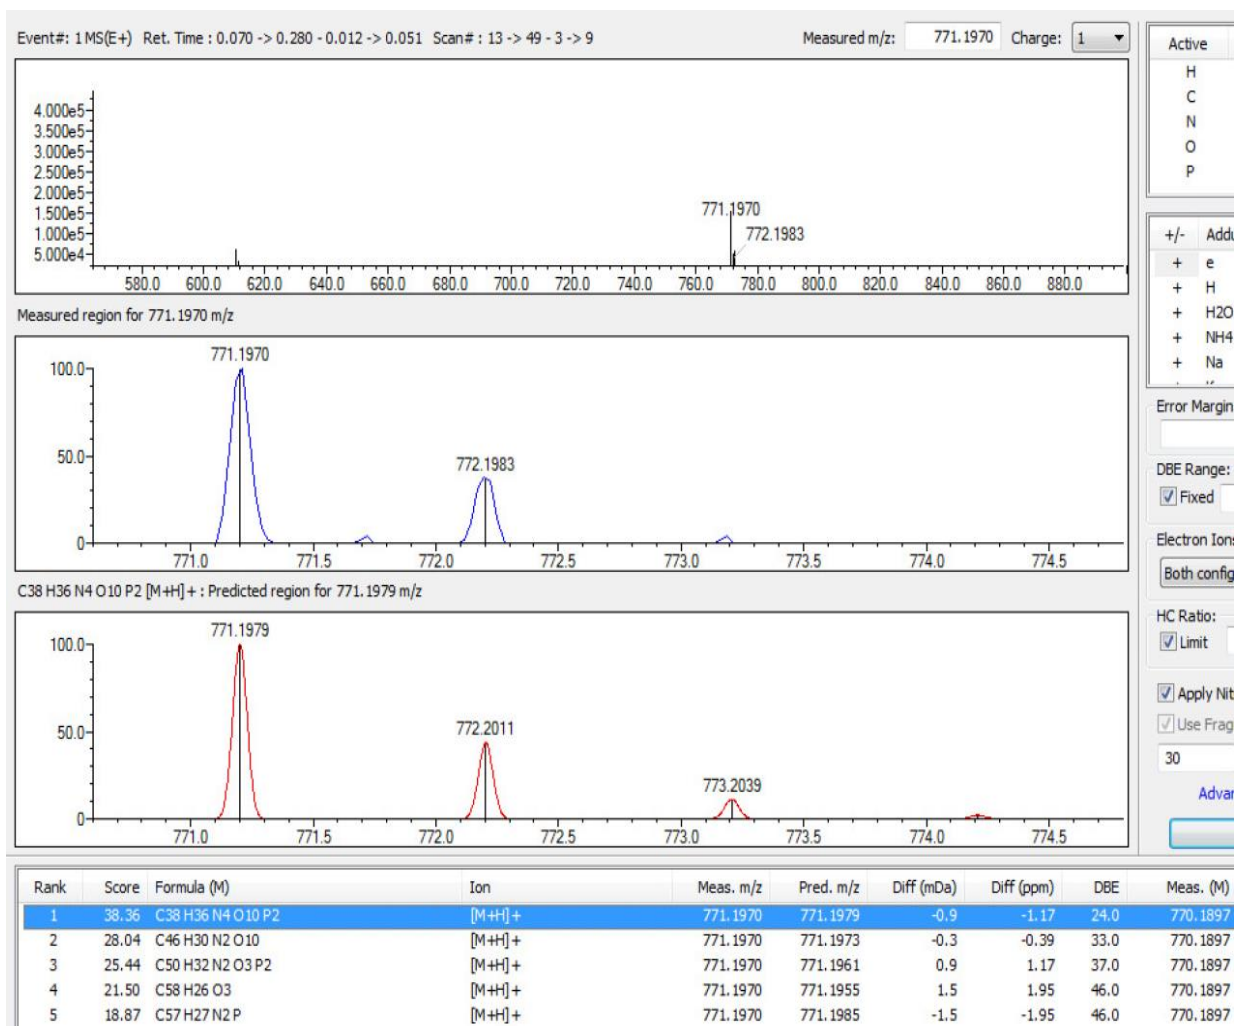 Event#: 1 MS(E+) Ret. Time : 0.070 -> 0.280 - 0.012 -> 0.051 Scan# : 13 -> 49 - 3 -> 9 Measured m/z: 771.1970 Charge: 1
4.000e5
3.500e5
3.000e5
2.500e5
2.000e5
1.500e5
1.000e5
5.000e4
771.1970
772.1983
580.0 600.0 620.0 640.0 660.0 680.0 700.0 720.0 740.0 760.0 780.0 800.0 820.0 840.0 860.0 880.0
Measured region for 771.1970 m/z
771.1970
100.0
772.1983
50.0
0
771.0 771.5 772.0 772.5 773.0 773.5 774.0 774.5
C38 H36 N4 O10 P2 [M+H]+ : Predicted region for 771.1979 m/z
771.1979
100.0
772.2011
50.0
773.2039
0
771.0 771.5 772.0 772.5 773.0 773.5 774.0 774.5
Active
H
C
N
O
P
+/- Addu
+ e
+ H
+ H2O
+ NH4
+ Na
Error Margin
DBE Range:
Fixed
Electron Ions
Both config
HC Ratio:
Limit
Apply Nit
Use Frag
30
Advar
Rank Score Formula (M) Ion Meas. m/z Pred. m/z Diff (mDa) Diff (ppm) DBE Meas. (M)
1 38.36 C38 H36 N4 O10 P2 [M+H]+ 771.1970 771.1979 -0.9 -1.17 24.0 770.1897
2 28.04 C46 H30 N2 O10 [M+H]+ 771.1970 771.1973 -0.3 -0.39 33.0 770.1897
3 25.44 C50 H32 N2 O3 P2 [M+H]+ 771.1970 771.1961 0.9 1.17 37.0 770.1897
4 21.50 C58 H26 O3 [M+H]+ 771.1970 771.1955 1.5 1.95 46.0 770.1897
5 18.87 C57 H27 N2 P [M+H]+ 771.1970 771.1985 -1.5 -1.95 46.0 770.1897